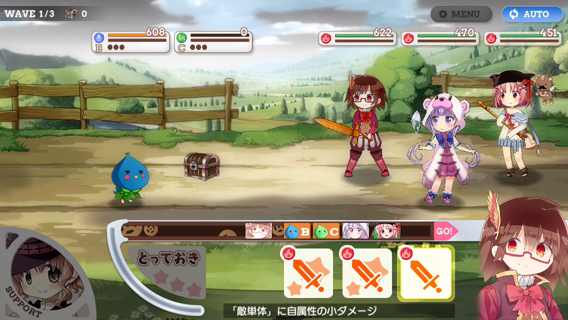 WAVE 1/3 0
MENU
AUTO
608
B
0
C
622
470
451
B C GO!
とっておき
SUPPORT
「敵単体」に自属性の小ダメージ